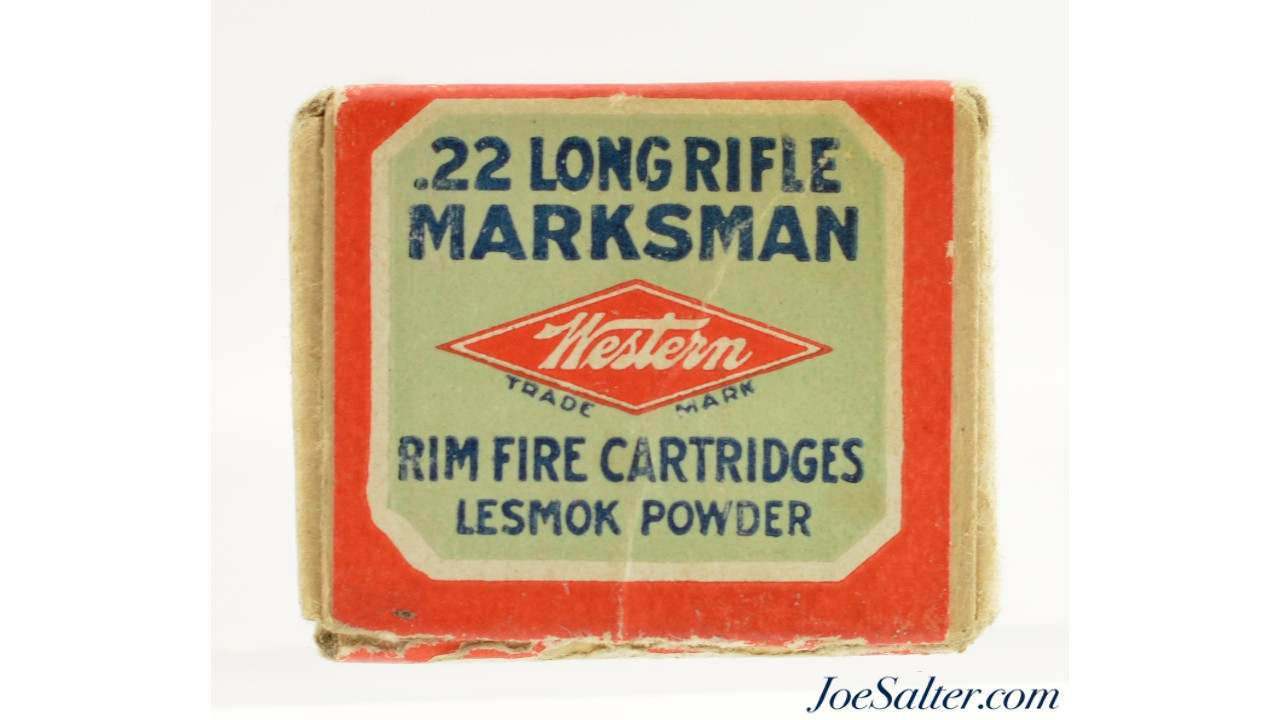 .22 LONG RIFLE
MARKSMAN
Western
TRADE MARK
RIM FIRE CARTRIDGES
LESMOK POWDER
JoeSalter.com